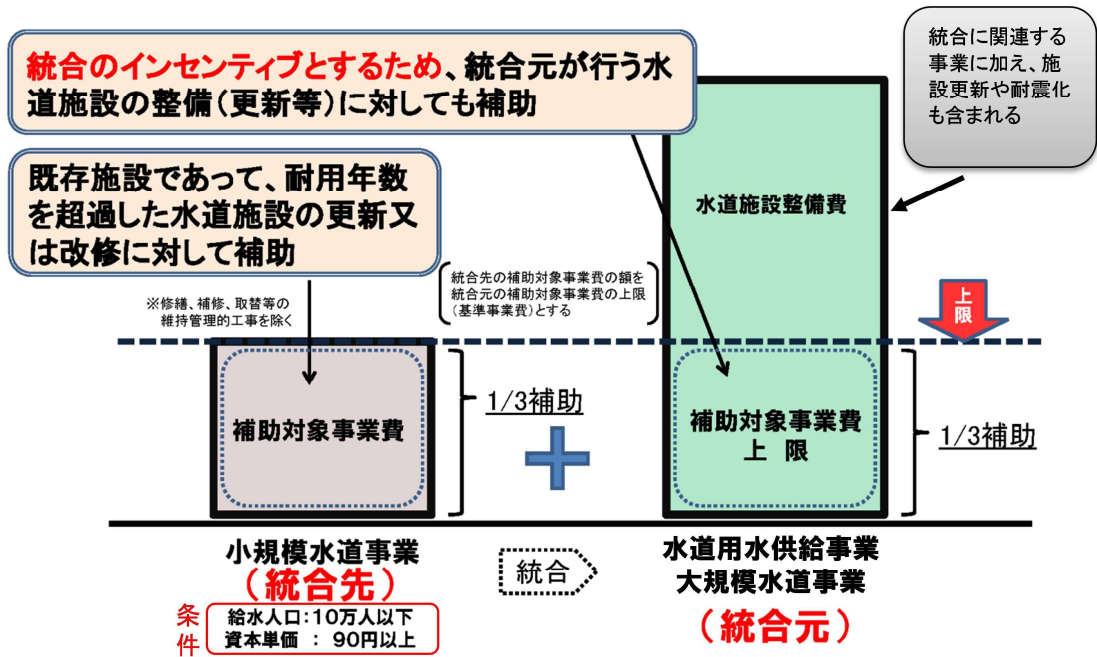 統合のインセンティブとするため、統合元が行う水
道施設の整備(更新等)に対しても補助
統合に関連する
事業に加え、施
設更新や耐震化
も含まれる
既存施設であって、耐用年数
を超過した水道施設の更新又
は改修に対して補助
水道施設整備費
※修繕、補修、取替等の
維持管理的工事を除く
統合先の補助対象事業費の額を
統合元の補助対象事業費の上限
(基準事業費)とする
上限
補助対象事業費
1/3補助
補助対象事業費
上 限
1/3補助
小規模水道事業
(統合先)
統合
水道用水供給事業
大規模水道事業
(統合元)
条件
給水人口:10万人以下
資本単価 : 90円以上